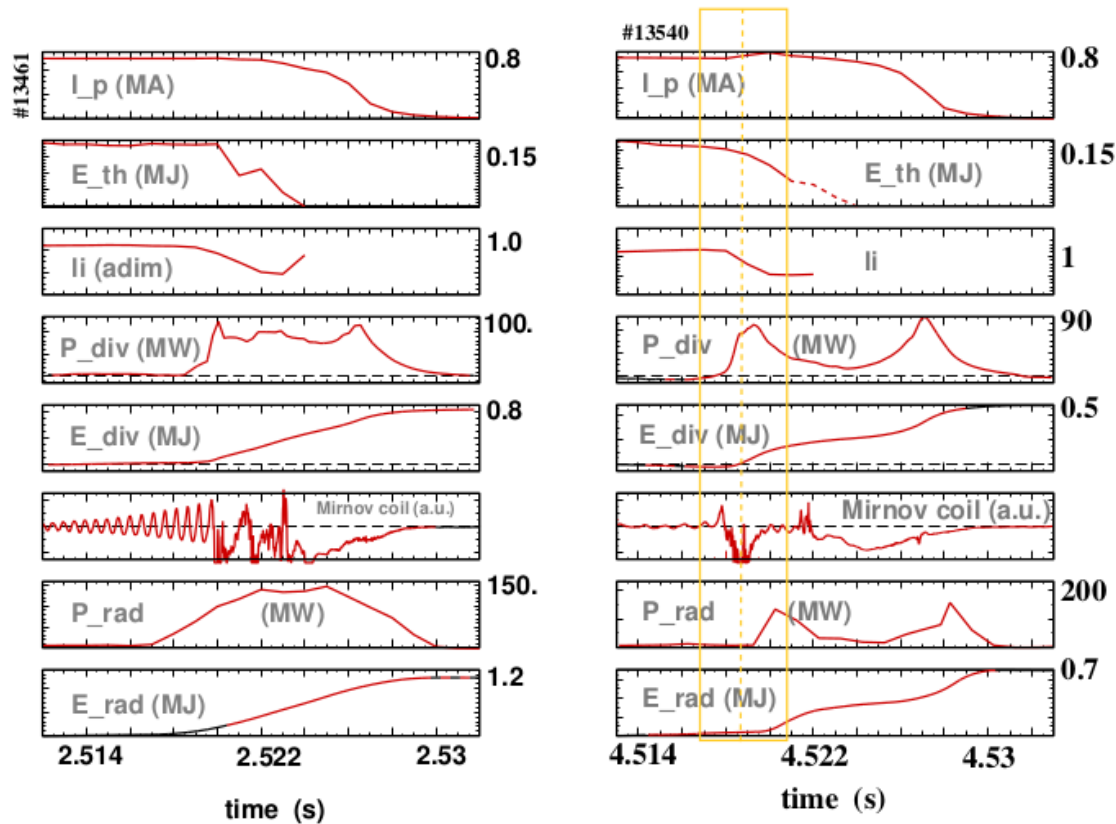 #13461
I_p (MA)
0.8
E_th (MJ)
0.15
li (adim)
1.0
P_div (MW)
100.
E_div (MJ)
0.8
Mirnov coil (a.u.)
P_rad (MW)
150.
E_rad (MJ)
1.2
2.514 2.522 2.53
time (s)
#13540
I_p (MA)
0.8
E_th (MJ)
0.15
li
1
P_div (MW)
90
E_div (MJ)
0.5
Mirnov coil (a.u.)
P_rad (MW)
200
E_rad (MJ)
0.7
4.514 4.522 4.53
time (s)